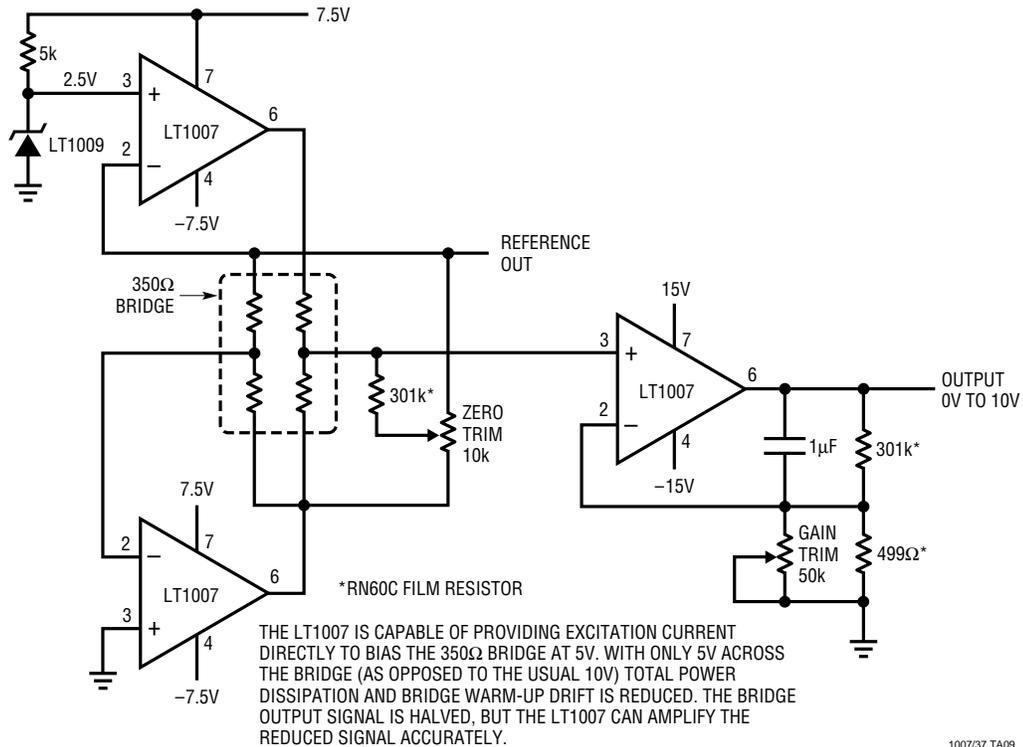 7.5V
5k
2.5V
3
+
7
6
LT1007
LT1009
2
–
4
–7.5V
REFERENCE
OUT
350Ω
BRIDGE
15V
3
+
7
6
LT1007
OUTPUT
0V TO 10V
301k*
ZERO
TRIM
10k
2
–
4
–15V
1µF
301k*
7.5V
2
–
7
6
GAIN
TRIM
50k
499Ω*
LT1007
*RN60C FILM RESISTOR
3
+
4
–7.5V
THE LT1007 IS CAPABLE OF PROVIDING EXCITATION CURRENT
DIRECTLY TO BIAS THE 350Ω BRIDGE AT 5V. WITH ONLY 5V ACROSS
THE BRIDGE (AS OPPOSED TO THE USUAL 10V) TOTAL POWER
DISSIPATION AND BRIDGE WARM-UP DRIFT IS REDUCED. THE BRIDGE
OUTPUT SIGNAL IS HALVED, BUT THE LT1007 CAN AMPLIFY THE
REDUCED SIGNAL ACCURATELY.
1007/37 TA09